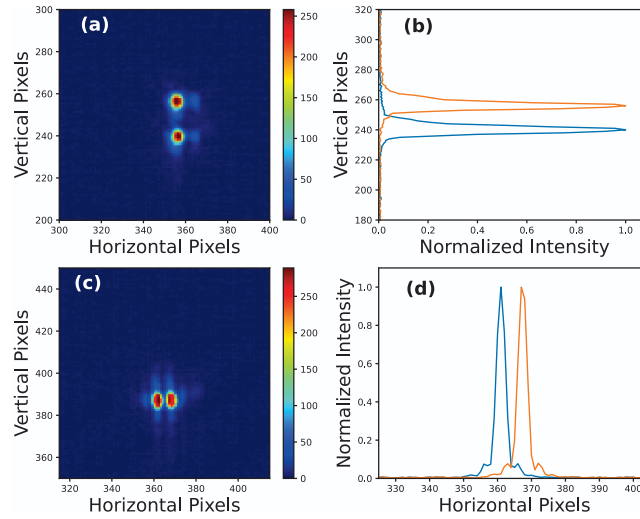 (a)
Vertical Pixels
300
280
260
240
220
200
300 320 340 360 380 400
Horizontal Pixels
250
200
150
100
50
0
(b)
Vertical Pixels
320
300
280
260
240
220
200
180
0.0 0.2 0.4 0.6 0.8 1.0
Normalized Intensity
(c)
Vertical Pixels
440
420
400
380
360
320 340 360 380 400
Horizontal Pixels
250
200
150
100
50
0
(d)
Normalized Intensity
1.0
0.8
0.6
0.4
0.2
0.0
330 340 350 360 370 380 390 400
Horizontal Pixels